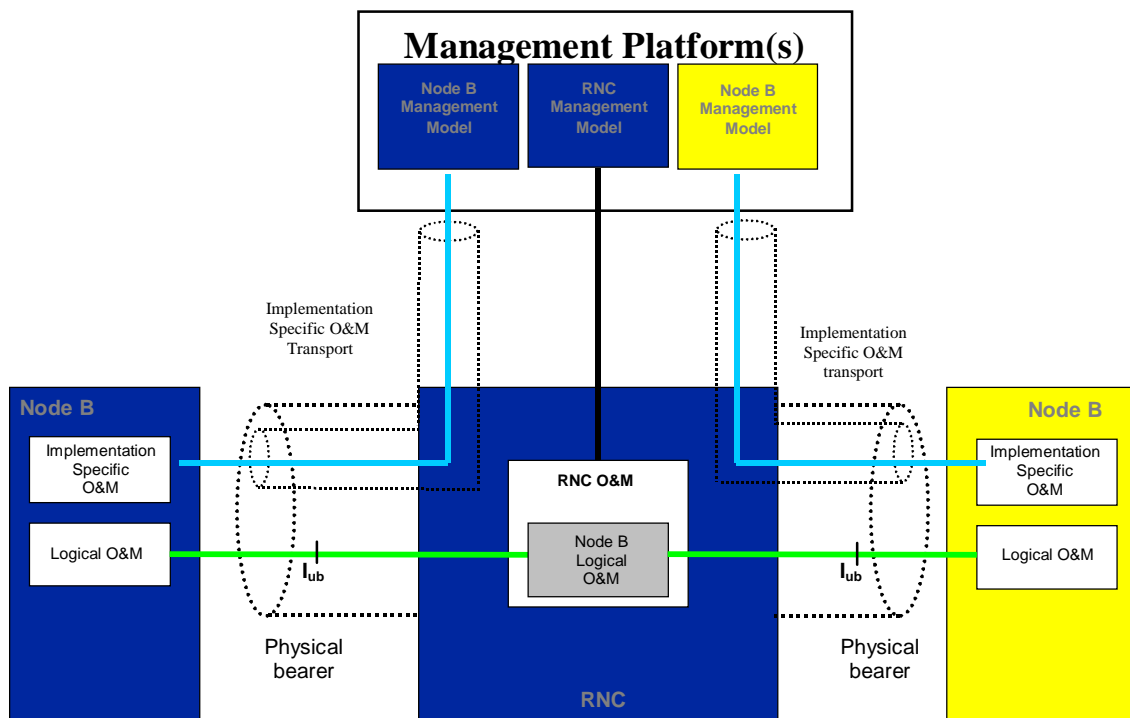 Management Platform(s)
Node B
Management
Model
RNC
Management
Model
Node B
Management
Model
Implementation
Specific O&M
Transport
Implementation
Specific O&M
transport
Node B
Implementation
Specific
O&M
Logical O&M
Iub
Physical
bearer
RNC O&M
Node B
Logical
O&M
RNC
Iub
Physical
bearer
Node B
Implementation
Specific
O&M
Logical O&M